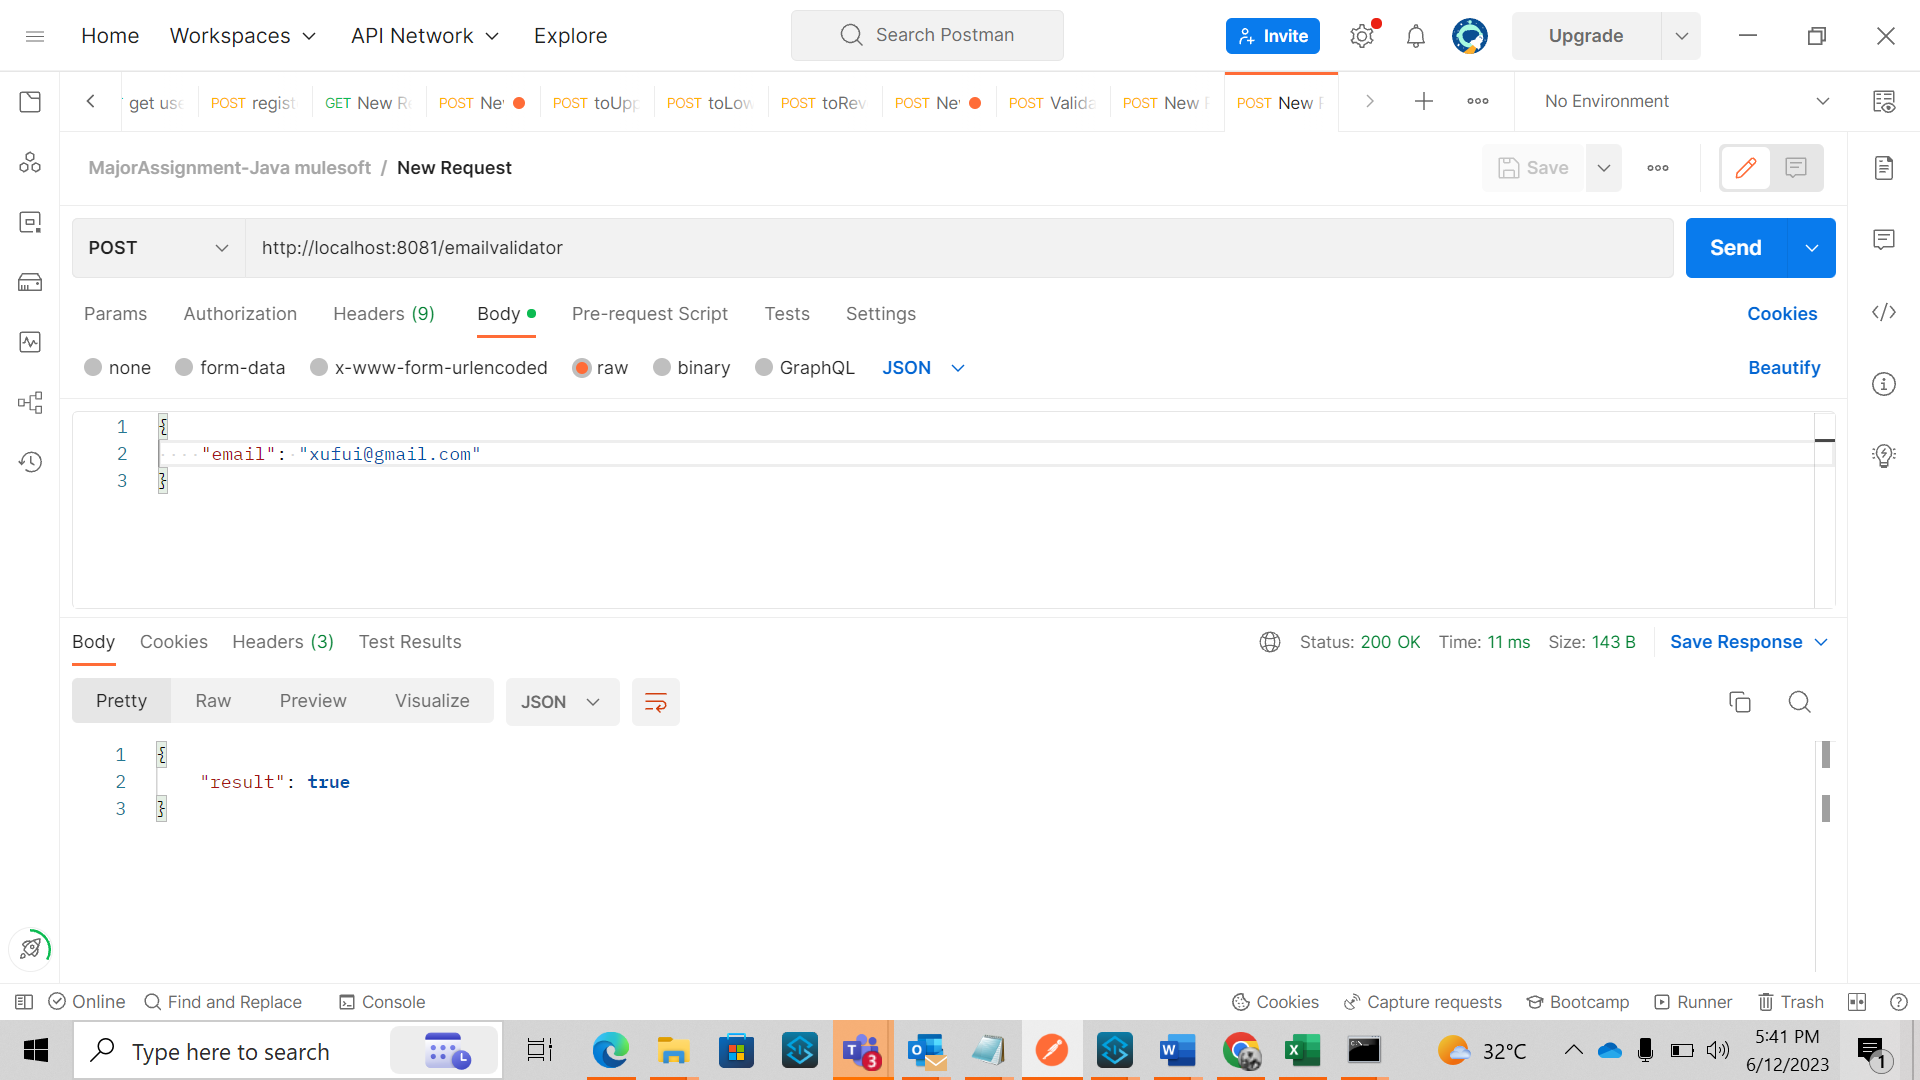 Home Workspaces API Network Explore Search Postman Invite Upgrade
get use POST regist GET New Re POST Ne POST toUpp POST toLow POST toRev POST Ne POST Valida POST New POST New No Environment
MajorAssignment-Java mulesoft / New Request Save
POST http://localhost:8081/emailvalidator Send
Params Authorization Headers (9) Body Pre-request Script Tests Settings Cookies
none form-data x-www-form-urlencoded raw binary GraphQL JSON Beautify
1 {
2 "email": "xufui@gmail.com"
3 }
Body Cookies Headers (3) Test Results Status: 200 OK Time: 11 ms Size: 143 B Save Response
Pretty Raw Preview Visualize JSON
1 {
2 "result": true
3 }
Online Find and Replace Console Cookies Capture requests Bootcamp Runner Trash
Type here to search 3 32°C 5:41 PM
6/12/2023 1